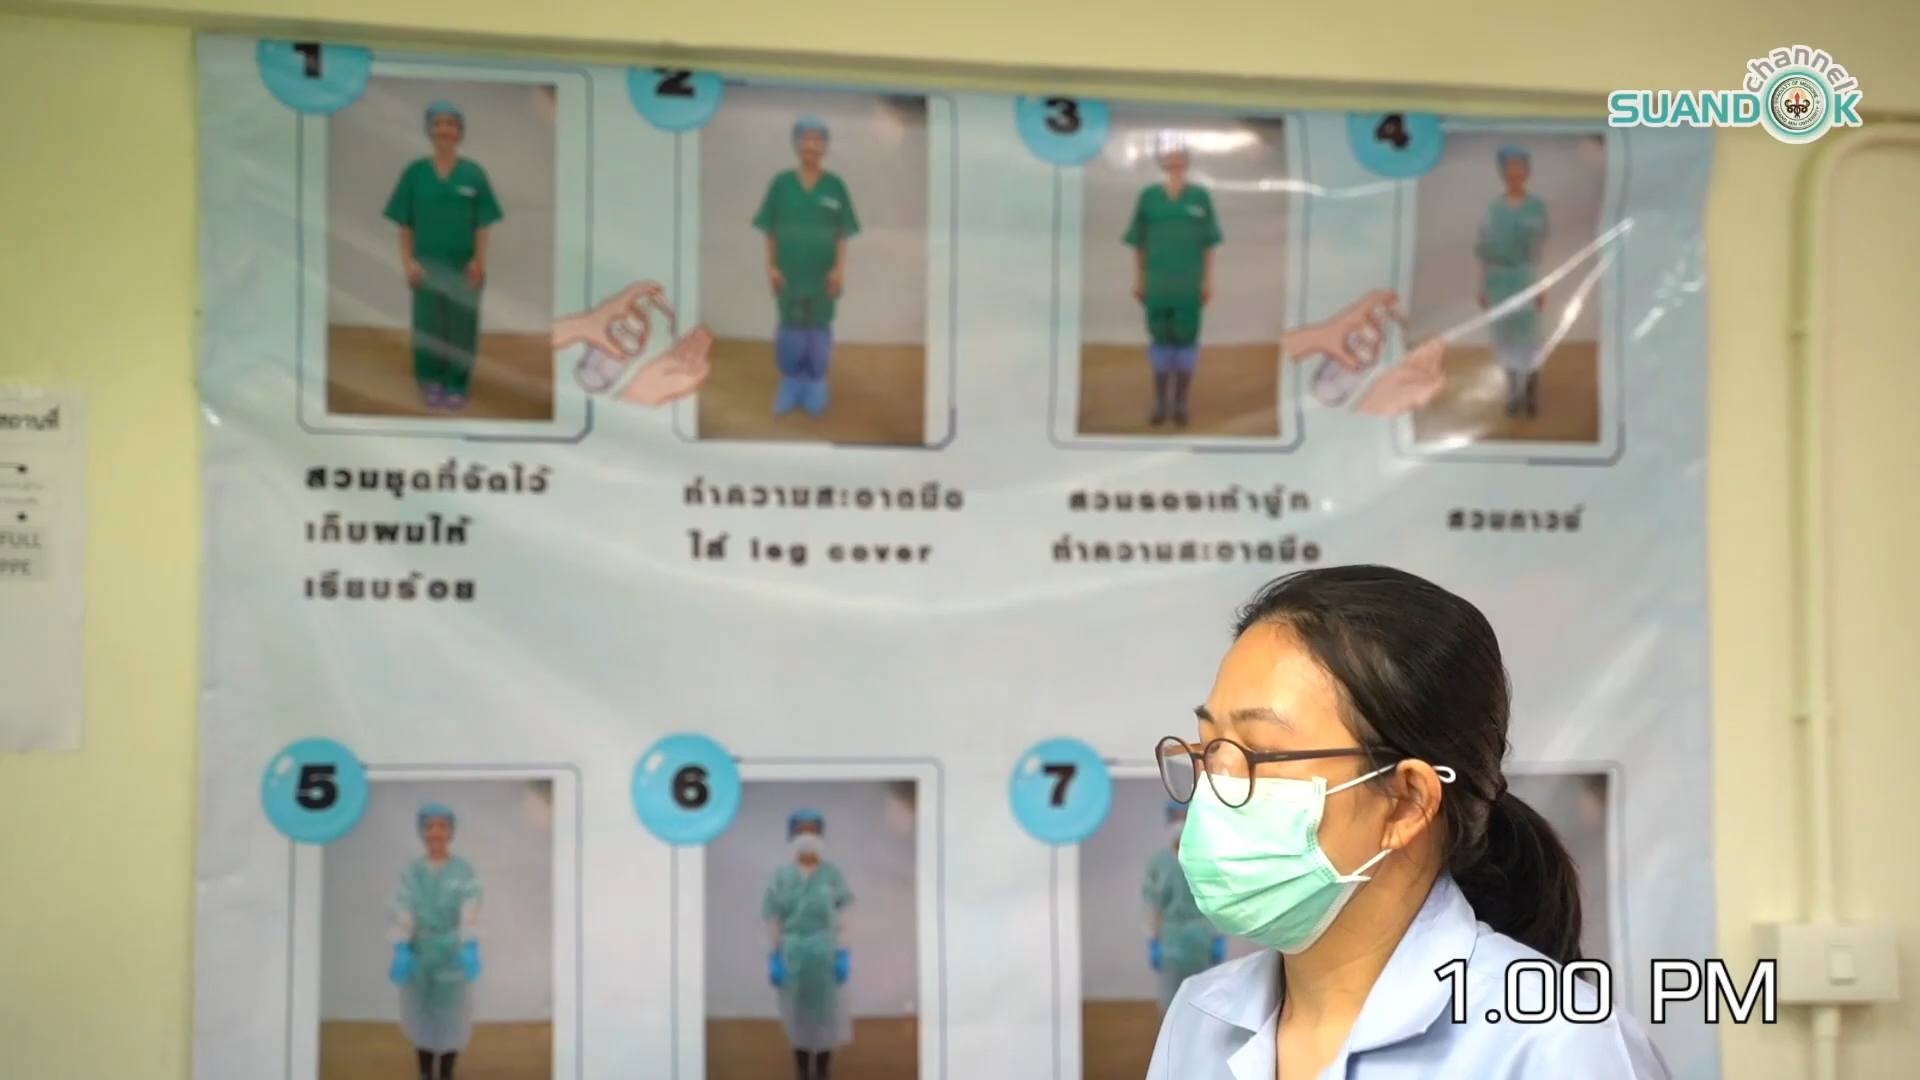 channel
SUANDOK
1
2
3
4
สวมชุดที่จัดไว้
เก็บผมให้
เรียบร้อย
ทำความสะอาดมือ
ใส่ leg cover
สวมรองเท้าบู๊ท
ทำความสะอาดมือ
สวมกาวน์
FULL
PPE
5
6
7
1.00 PM